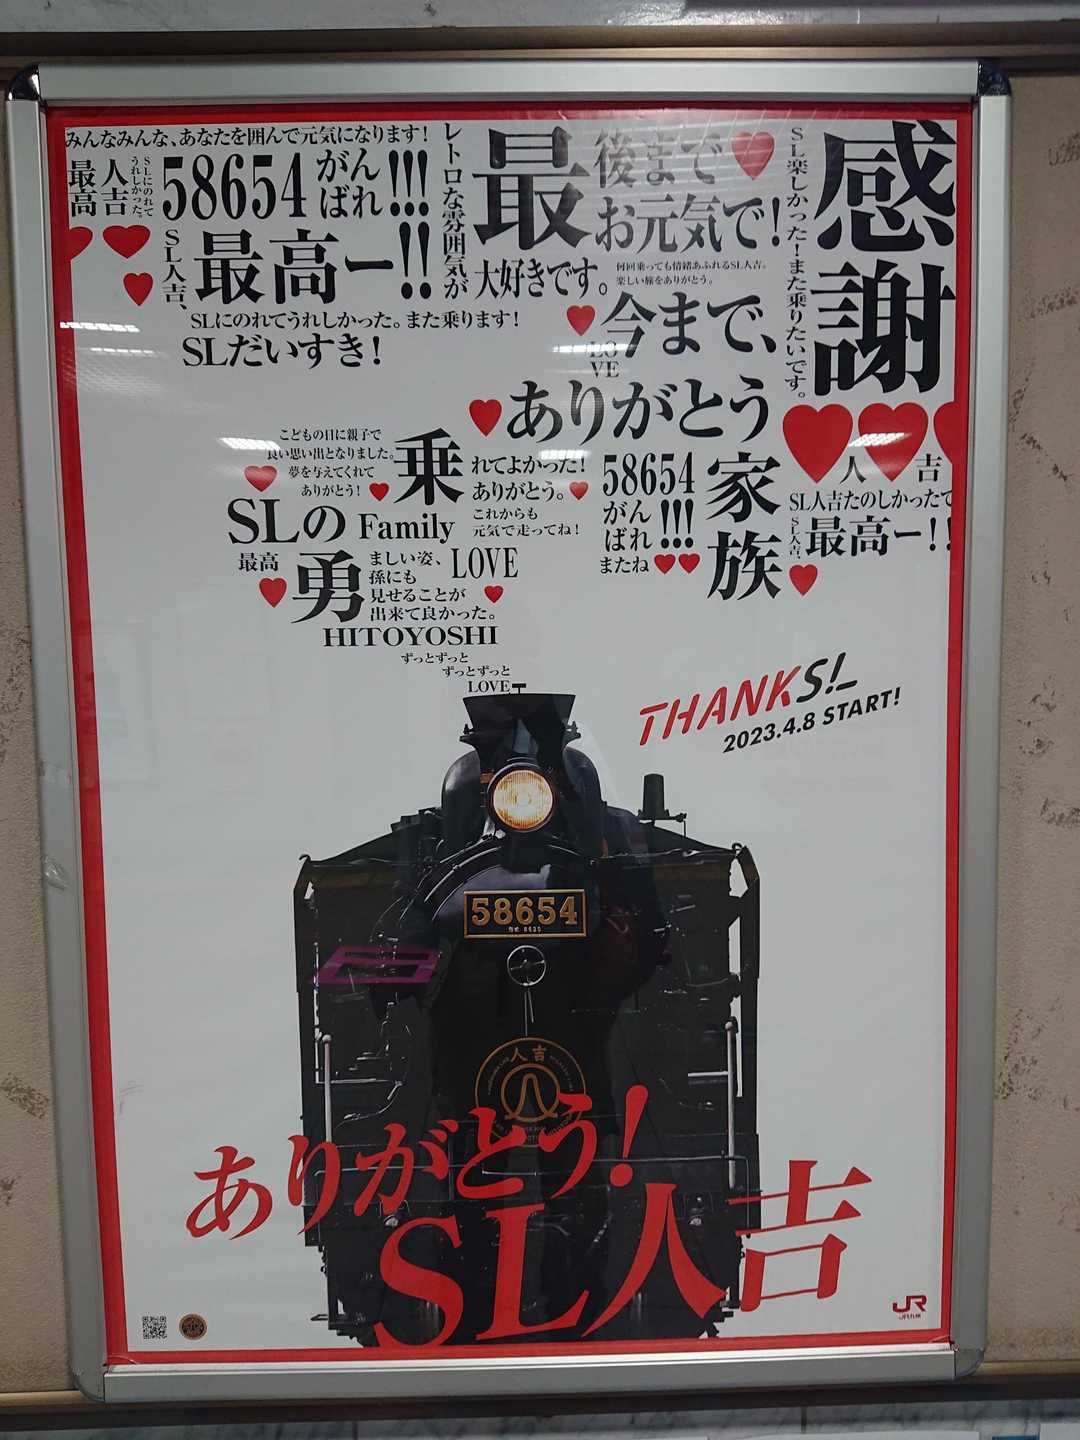 みんなみんな、あなたを囲んで元気になります!
最高
人吉
SLにのれて
うれしかった。
58654
がん
ばれ!!!
SL人吉、
最高ー!!
SLにのれてうれしかった。また乗ります!
SLだいすき!
レトロな雰囲気が
大好きです。
最後まで
お元気で!
何回乗っても情緒あふれるSL人吉。
楽しい旅をありがとう。
SL楽しかった!また乗りたいです。
感謝
今まで、
LO
VE
ありがとう
こどもの日に親子で
良い思い出となりました。
夢を与えてくれて
ありがとう!
乗れてよかった!
ありがとう。
これからも
元気で走ってね!
58654
がん
ばれ!!!
またね
家族
人吉
SL人吉たのしかったで
SL人吉、
最高ー!!
SLの Family
最高
勇ましい姿、
孫にも
見せることが
出来て良かった。
LOVE
HITOYOSHI
ずっとずっと
ずっとずっと
LOVE
THANKS!L
2023.4.8 START!
58654
人吉
ありがとう!
SL人吉
JR
JR九州